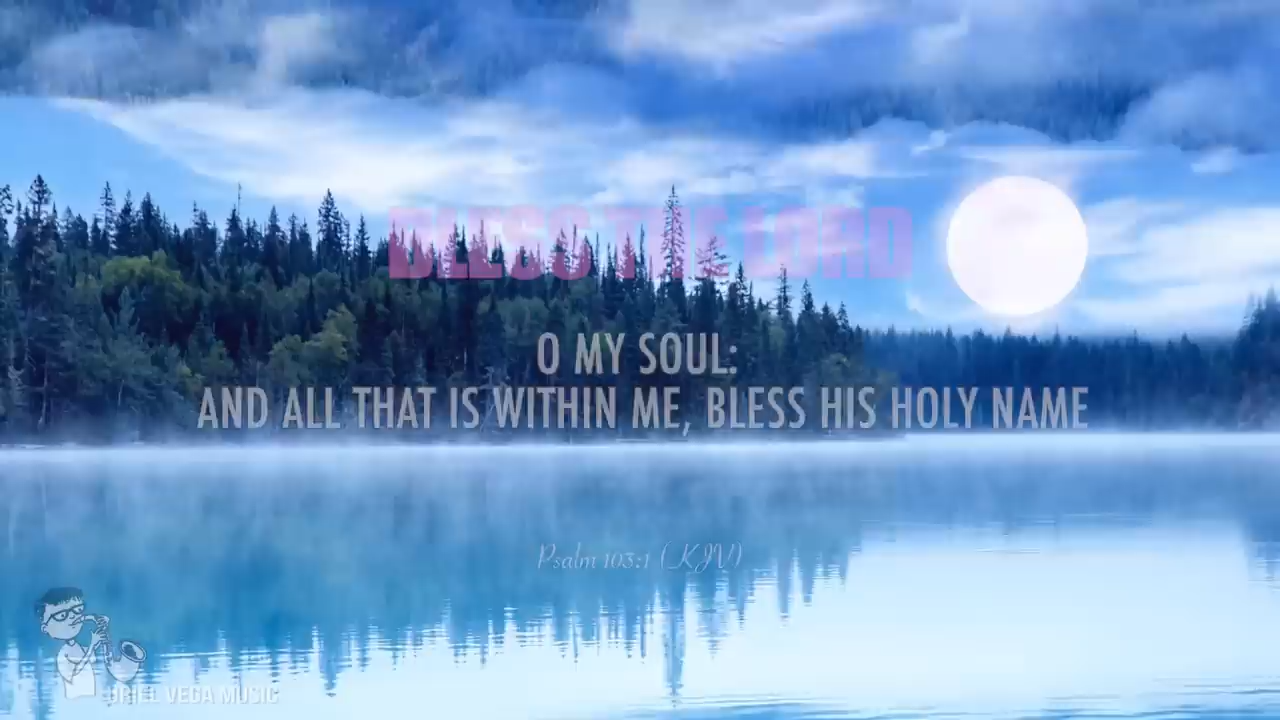 BLESS THE LORD
O MY SOUL:
AND ALL THAT IS WITHIN ME, BLESS HIS HOLY NAME
Psalm 103:1 (KJV)
URIEL VEGA MUSIC